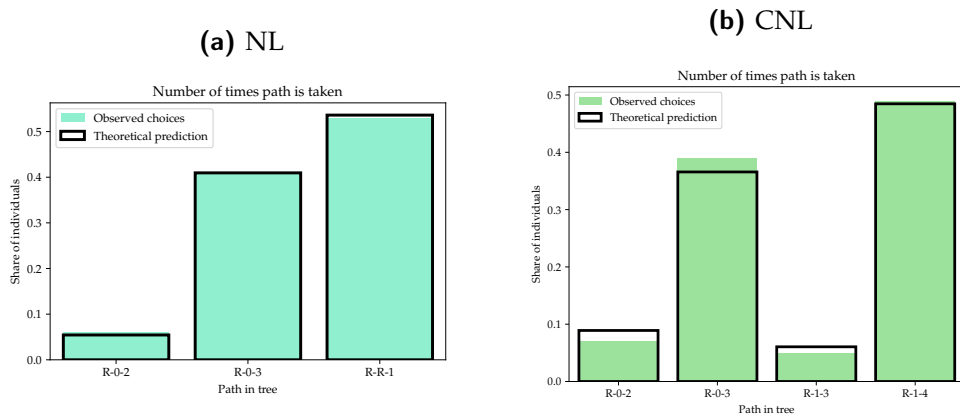 (a) NL
Number of times path is taken
Observed choices
Theoretical prediction
Share of individuals
0.5
0.4
0.3
0.2
0.1
0.0
R-0-2 R-0-3 R-R-1
Path in tree
(b) CNL
Number of times path is taken
Observed choices
Theoretical prediction
Share of individuals
0.5
0.4
0.3
0.2
0.1
0.0
R-0-2 R-0-3 R-1-3 R-1-4
Path in tree